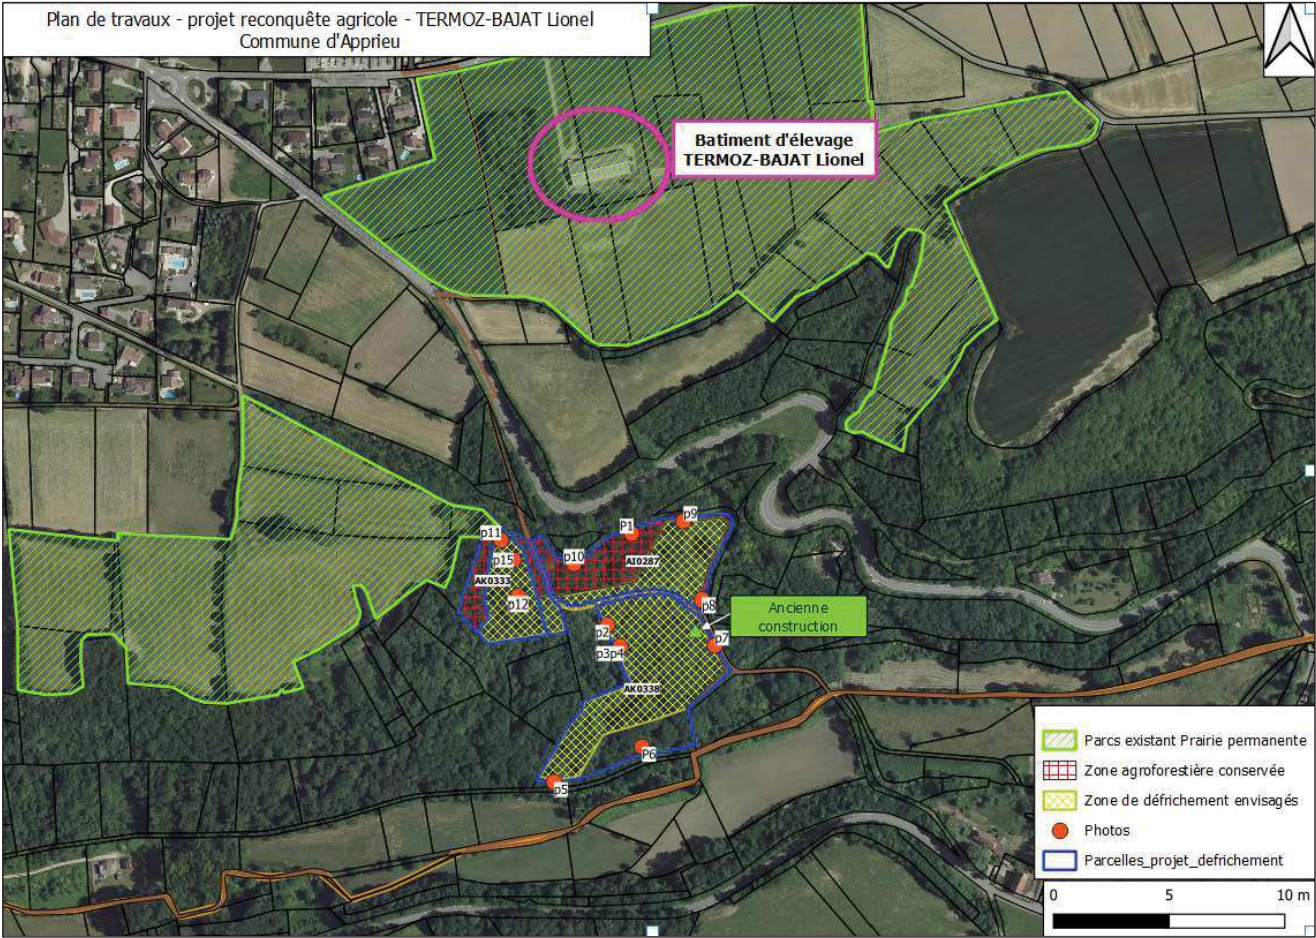 Plan de travaux - projet reconquête agricole - TERMOZ-BAJAT Lionel
Commune d'Apprieu
Batiment d'élevage
TERMOZ-BAJAT Lionel
p9
P1
p11
p15
p10
AI0287
AK0333
p12
p8
Ancienne
construction
p2
p7
p3p4
AK0338
P6
p5
Parcs existant Prairie permanente
Zone agroforestière conservée
Zone de défrichement envisagés
Photos
Parcelles_projet_defrichement
0 5 10 m